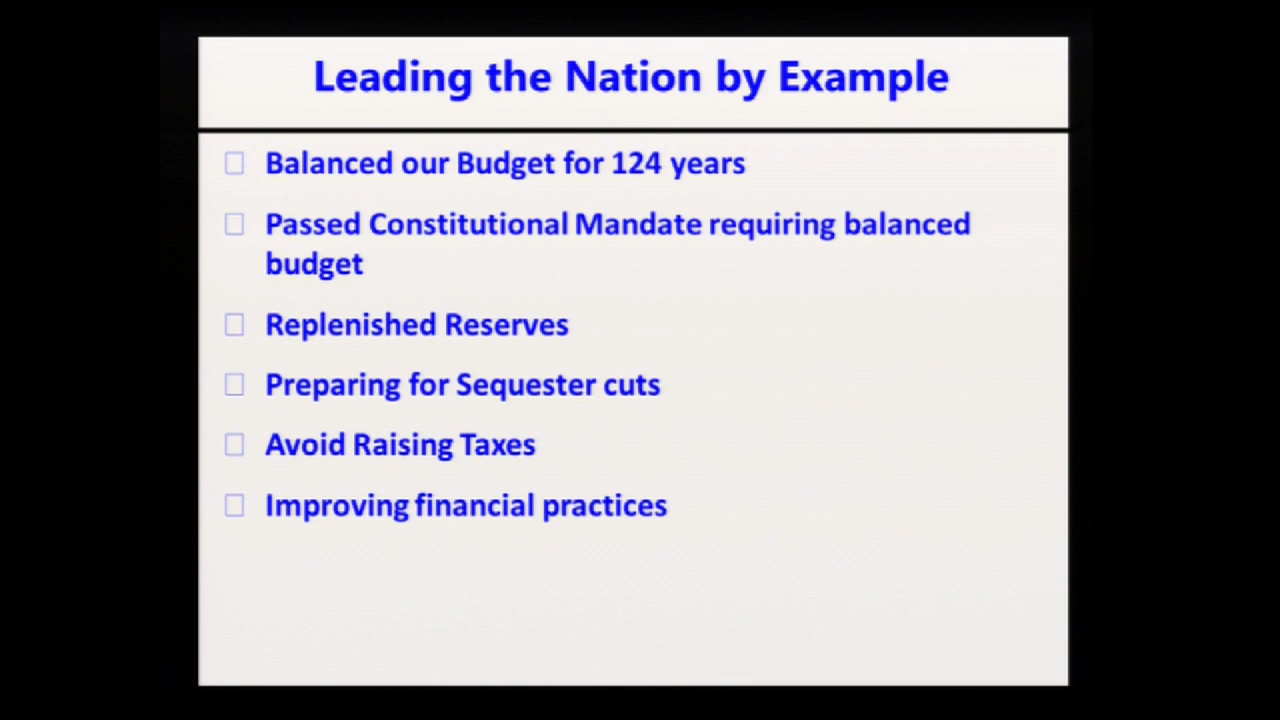 Leading the Nation by Example
Balanced our Budget for 124 years
Passed Constitutional Mandate requiring balanced
budget
Replenished Reserves
Preparing for Sequester cuts
Avoid Raising Taxes
Improving financial practices